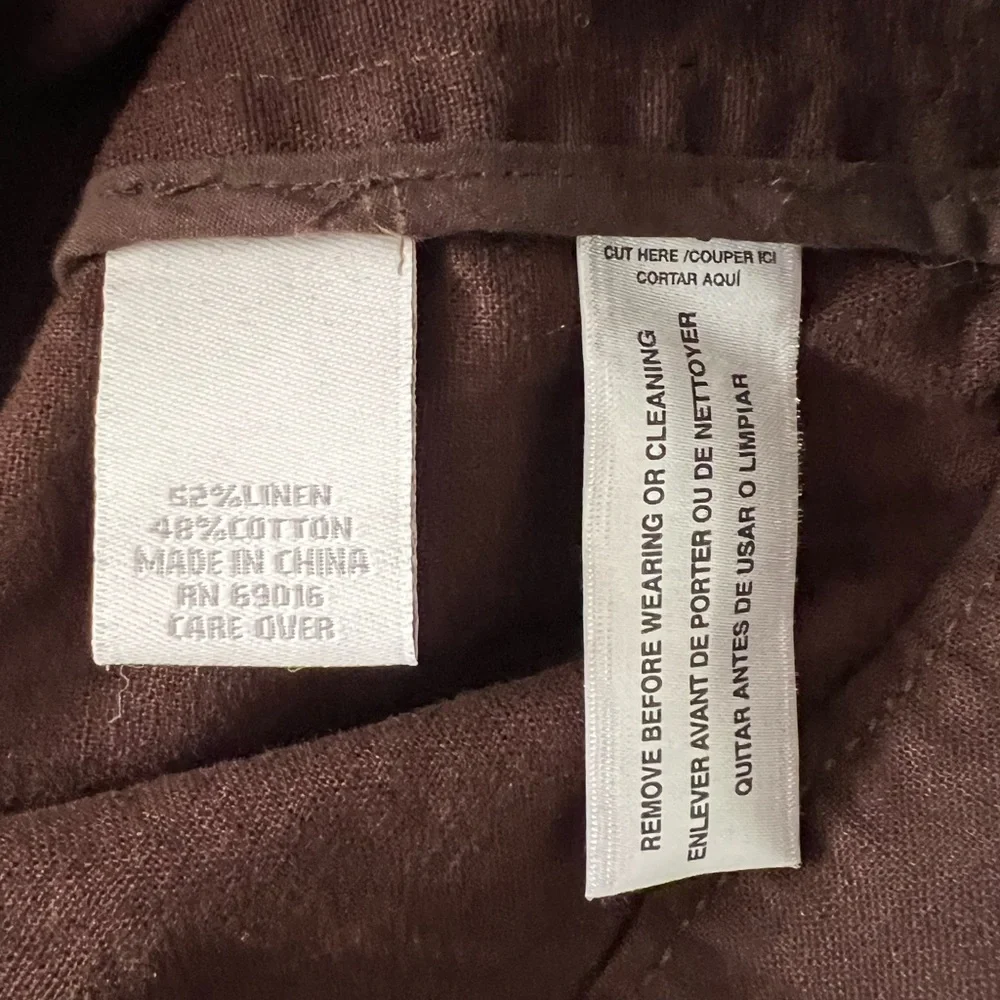 52%LINEN
48%COTTON
MADE IN CHINA
RN 69016
CARE OVER
CUT HERE /COUPER ICI
CORTAR AQUÍ
REMOVE BEFORE WEARING OR CLEANING
ENLEVER AVANT DE PORTER OU DE NETTOYER
QUITAR ANTES DE USAR O LIMPIAR